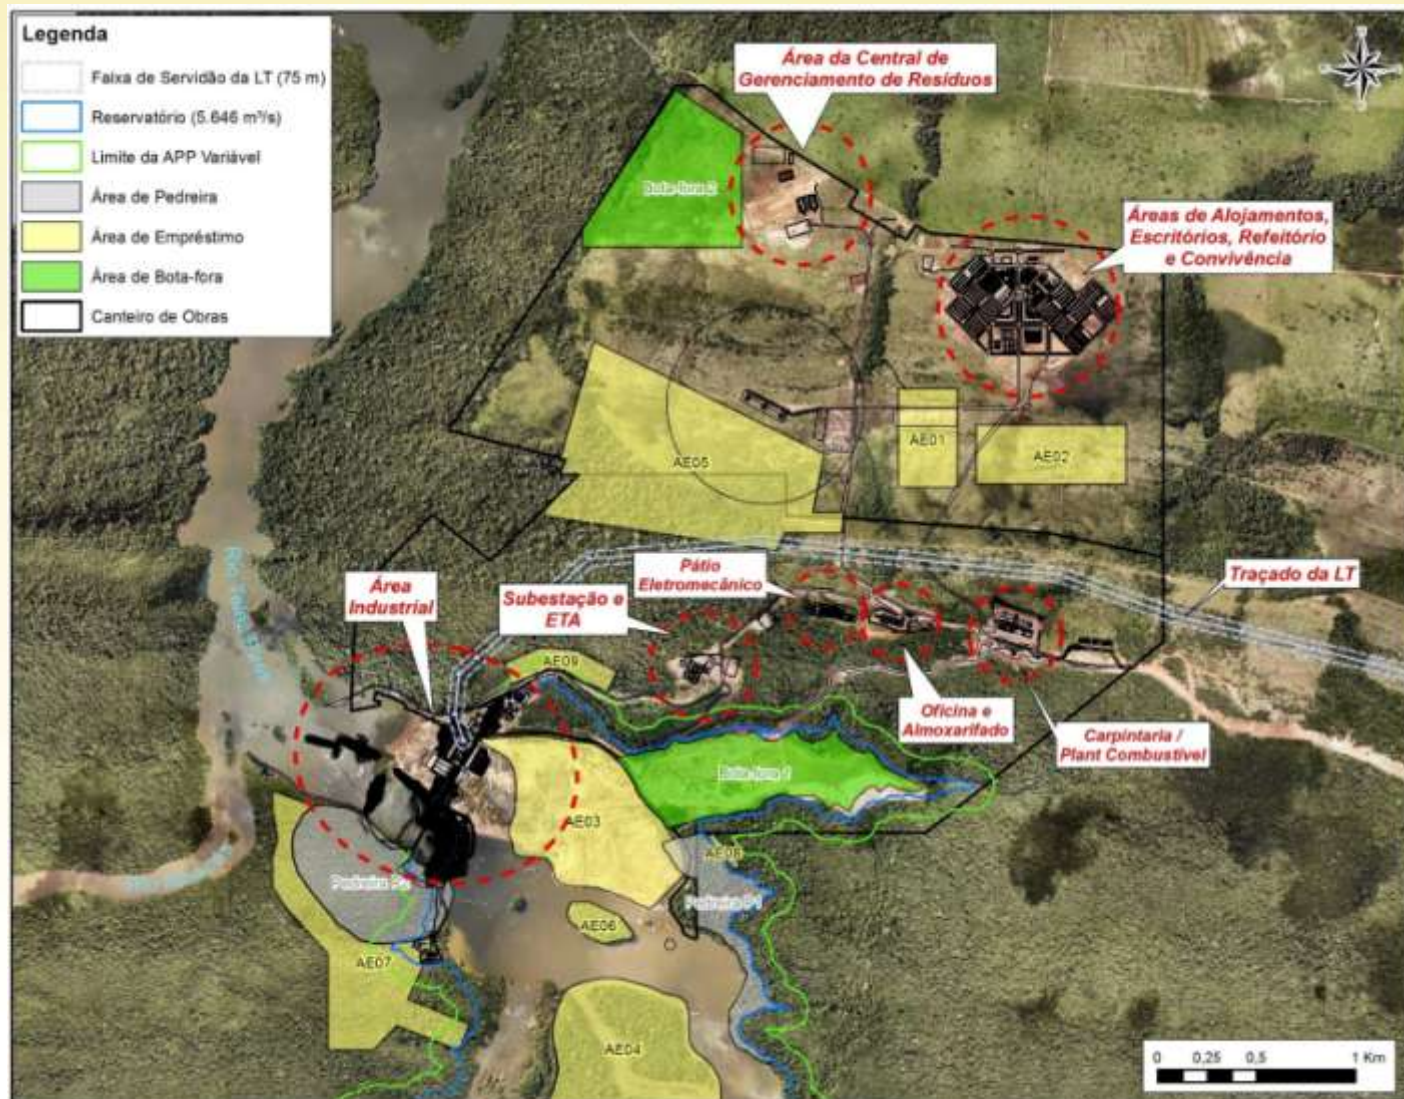 Legenda
Faixa de Servidão da LT (75 m)
Reservatório (5.646 m³/s)
Limite da APP Variável
Área de Pedreira
Área de Empréstimo
Área de Bota-fora
Canteiro de Obras
Área da Central de
Gerenciamento de Resíduos
Bota-fora 2
Áreas de Alojamentos,
Escritórios, Refeitório
e Convivência
AE01
AE02
AE05
Traçado da LT
Pátio
Eletromecânico
Subestação e
ETA
Área
Industrial
AE09
Oficina e
Almoxarifado
Carpintaria /
Plant Combustível
Bota-fora 2
AE03
Pedreira
Pedreira
AE06
AE07
AE04
0 0,25 0,5 1 Km